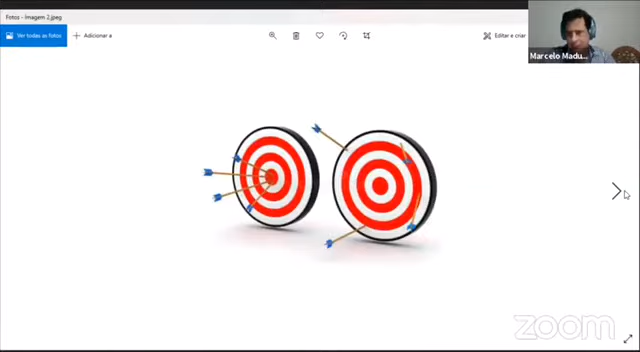 Fotos - Imagem 2.jpeg
Ver todas as fotos
Adicionar a
Editar e criar
Marcelo Madu...
zoom